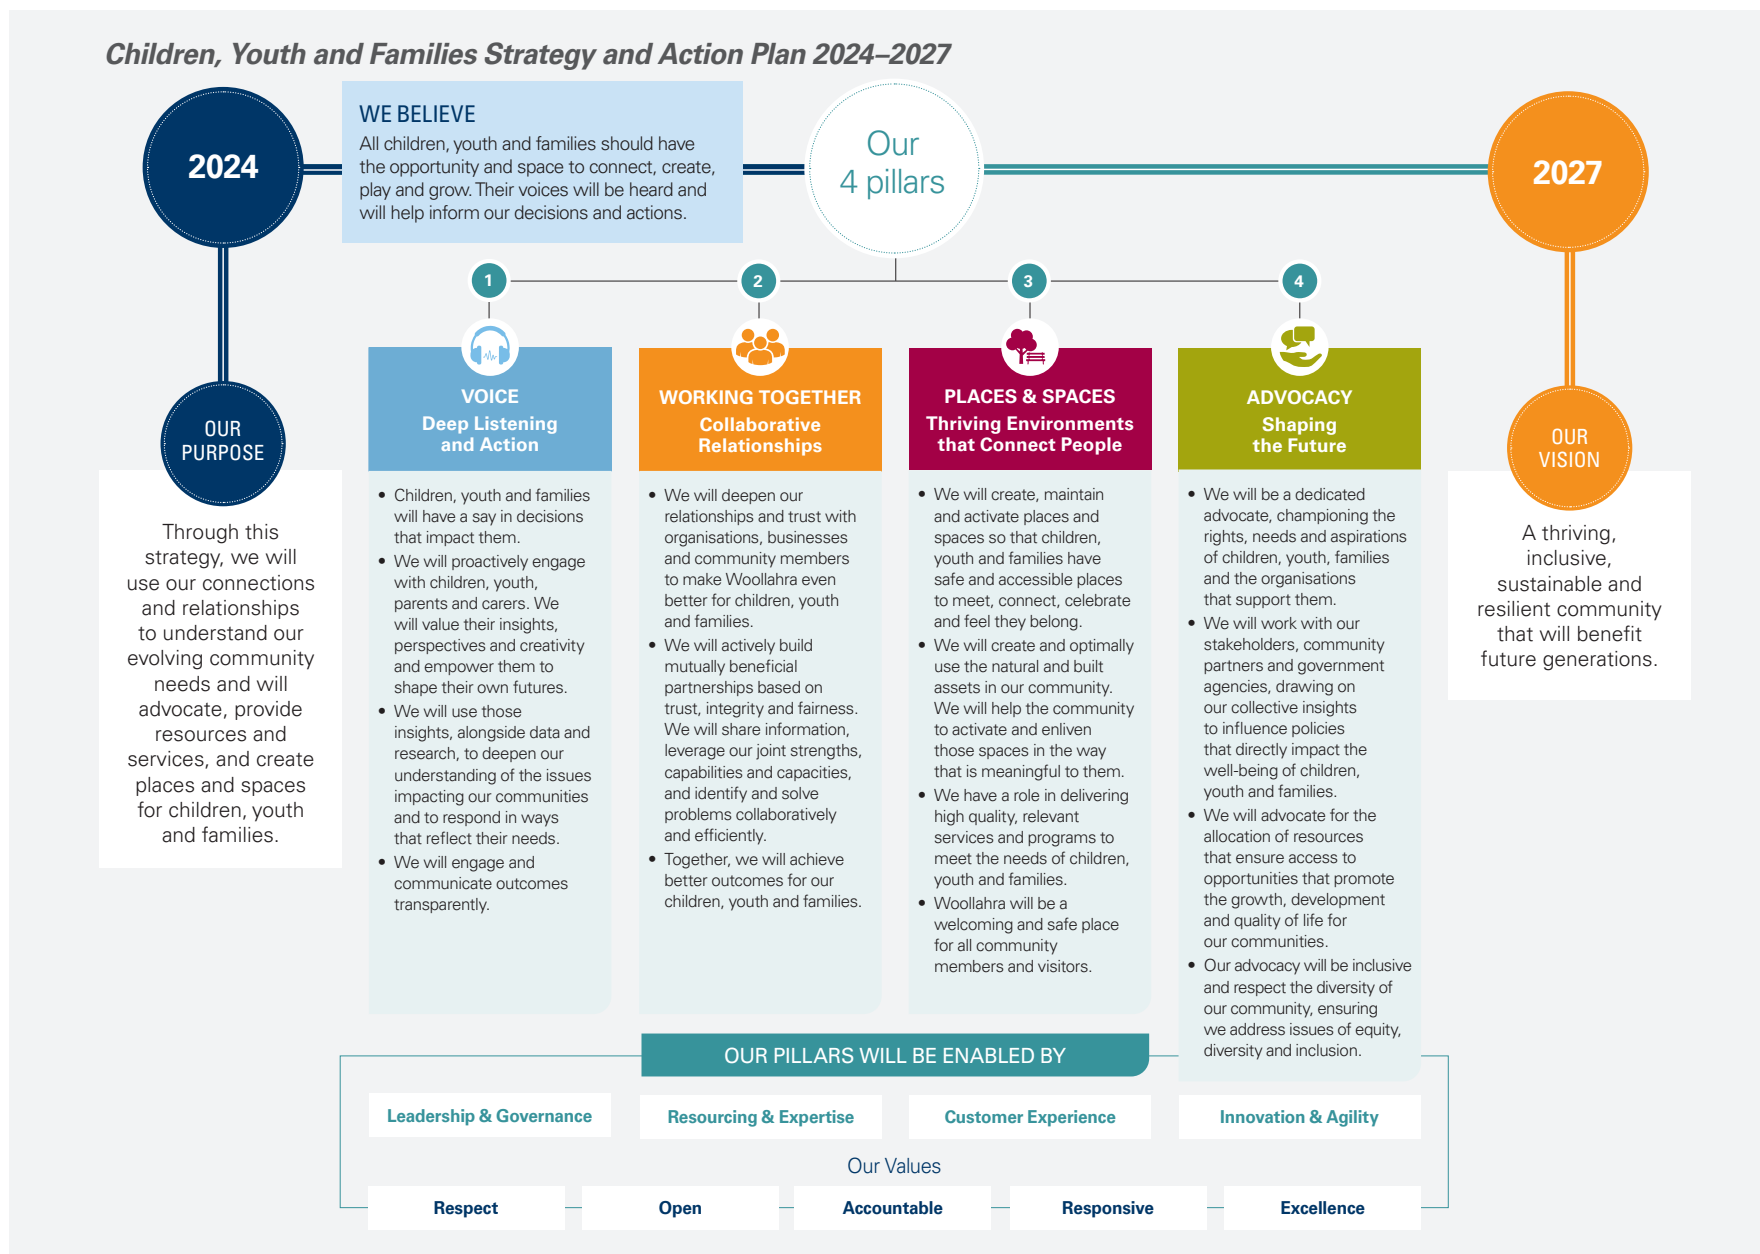 Children, Youth and Families Strategy and Action Plan 2024–2027
2024
WE BELIEVE
All children, youth and families should have
the opportunity and space to connect, create,
play and grow. Their voices will be heard and
will help inform our decisions and actions.
Our
4 pillars
2027
OUR
PURPOSE
Through this
strategy, we will
use our connections
and relationships
to understand our
evolving community
needs and will
advocate, provide
resources and
services, and create
places and spaces
for children, youth
and families.
1
VOICE
Deep Listening
and Action
• Children, youth and families
will have a say in decisions
that impact them.
• We will proactively engage
with children, youth,
parents and carers. We
will value their insights,
perspectives and creativity
and empower them to
shape their own futures.
• We will use those
insights, alongside data and
research, to deepen our
understanding of the issues
impacting our communities
and to respond in ways
that reflect their needs.
• We will engage and
communicate outcomes
transparently.
2
WORKING TOGETHER
Collaborative
Relationships
• We will deepen our
relationships and trust with
organisations, businesses
and community members
to make Woollahra even
better for children, youth
and families.
• We will actively build
mutually beneficial
partnerships based on
trust, integrity and fairness.
We will share information,
leverage our joint strengths,
capabilities and capacities,
and identify and solve
problems collaboratively
and efficiently.
• Together, we will achieve
better outcomes for our
children, youth and families.
3
PLACES & SPACES
Thriving Environments
that Connect People
• We will create, maintain
and activate places and
spaces so that children,
youth and families have
safe and accessible places
to meet, connect, celebrate
and feel they belong.
• We will create and optimally
use the natural and built
assets in our community.
We will help the community
to activate and enliven
those spaces in the way
that is meaningful to them.
• We have a role in delivering
high quality, relevant
services and programs to
meet the needs of children,
youth and families.
• Woollahra will be a
welcoming and safe place
for all community
members and visitors.
4
ADVOCACY
Shaping
the Future
• We will be a dedicated
advocate, championing the
rights, needs and aspirations
of children, youth, families
and the organisations
that support them.
• We will work with our
stakeholders, community
partners and government
agencies, drawing on
our collective insights
to influence policies
that directly impact the
well-being of children,
youth and families.
• We will advocate for the
allocation of resources
that ensure access to
opportunities that promote
the growth, development
and quality of life for
our communities.
• Our advocacy will be inclusive
and respect the diversity of
our community, ensuring
we address issues of equity,
diversity and inclusion.
OUR
VISION
A thriving,
inclusive,
sustainable and
resilient community
that will benefit
future generations.
OUR PILLARS WILL BE ENABLED BY
Leadership & Governance
Resourcing & Expertise
Customer Experience
Innovation & Agility
Our Values
Respect
Open
Accountable
Responsive
Excellence